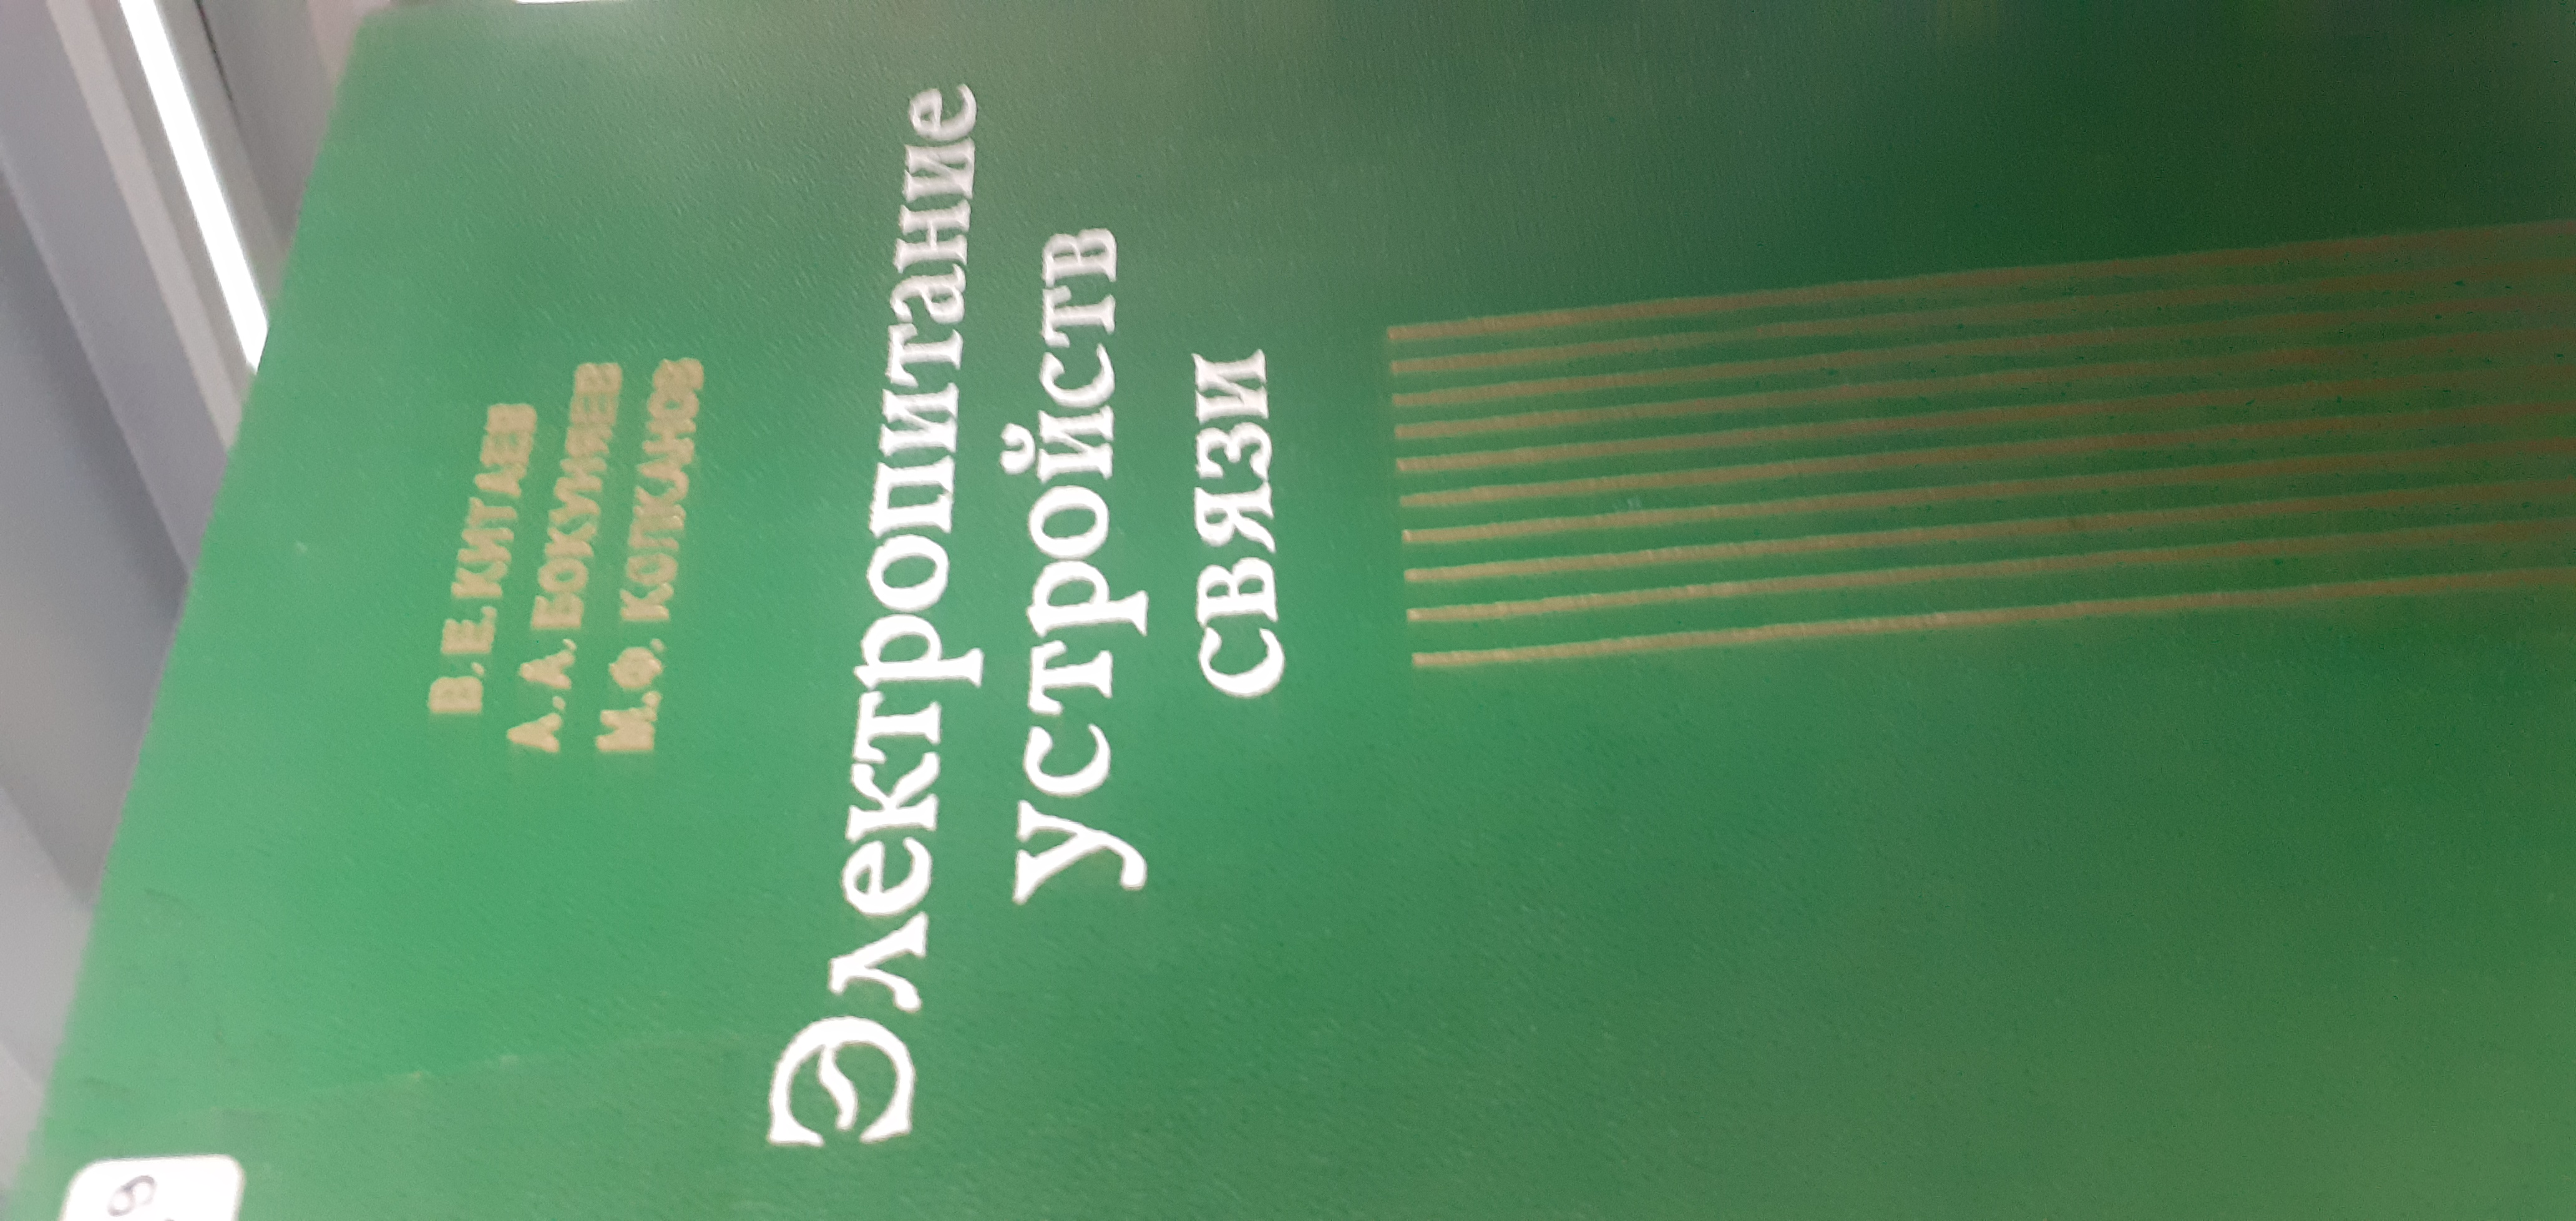 В. Е. КИТАЕВ
А. А. БОКУНЯЕВ
М. Ф. КОЛКАНОВ
Электропитание
устройств
связи